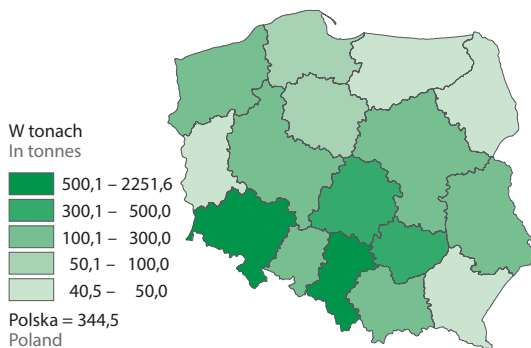 W tonach
In tonnes
500,1 – 2251,6
300,1 – 500,0
100,1 – 300,0
50,1 – 100,0
40,5 – 50,0
Polska = 344,5
Poland